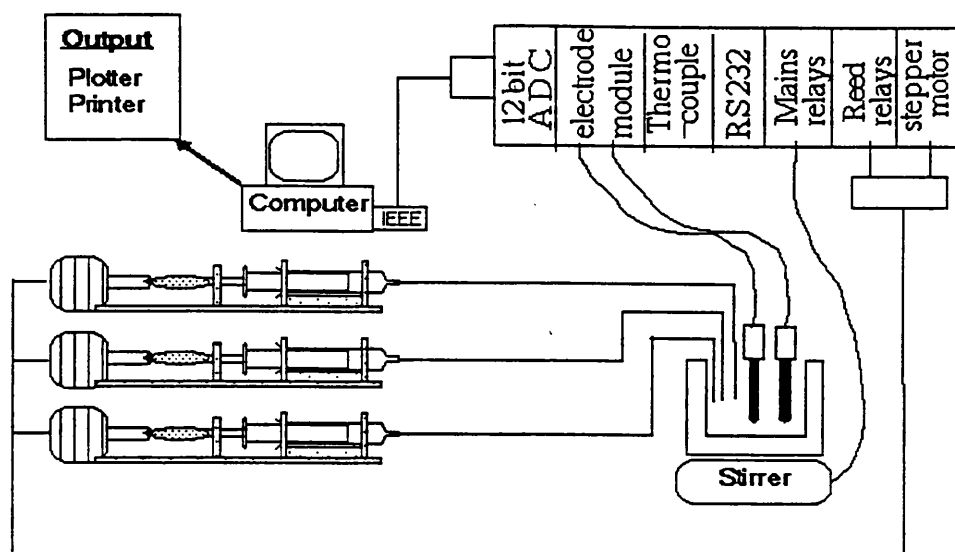 Output
Plotter
Printer
Computer
IEEE
12 bit
ADC
electrode
module
Thermo
-couple
RS232
Mains
relays
Reed
relays
stepper
motor
Stirrer